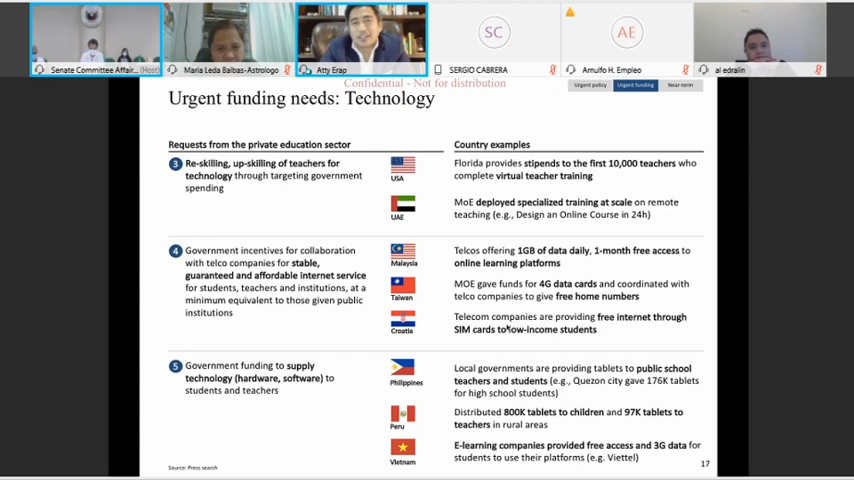 SC
AE
Senate Committee Affair... (Host)
Maria Leda Balbas-Astrologo
Atty Erap
SERGIO CABRERA
Arnulfo H. Empleo
al edralin
Confidential - Not for distribution
Urgent funding needs: Technology
Urgent policy
Urgent funding
Near-term
Requests from the private education sector
Country examples
3
Re-skilling, up-skilling of teachers for
technology through targeting government
spending
USA
Florida provides stipends to the first 10,000 teachers who
complete virtual teacher training
UAE
MoE deployed specialized training at scale on remote
teaching (e.g., Design an Online Course in 24h)
4
Government incentives for collaboration
with telco companies for stable,
guaranteed and affordable internet service
for students, teachers and institutions, at a
minimum equivalent to those given public
institutions
Malaysia
Telcos offering 1GB of data daily, 1-month free access to
online learning platforms
Taiwan
MOE gave funds for 4G data cards and coordinated with
telco companies to give free home numbers
Croatia
Telecom companies are providing free internet through
SIM cards to low-income students
5
Government funding to supply
technology (hardware, software) to
students and teachers
Philippines
Local governments are providing tablets to public school
teachers and students (e.g., Quezon city gave 176K tablets
for high school students)
Peru
Distributed 800K tablets to children and 97K tablets to
teachers in rural areas
Vietnam
E-learning companies provided free access and 3G data for
students to use their platforms (e.g. Viettel)
Source: Press search
17